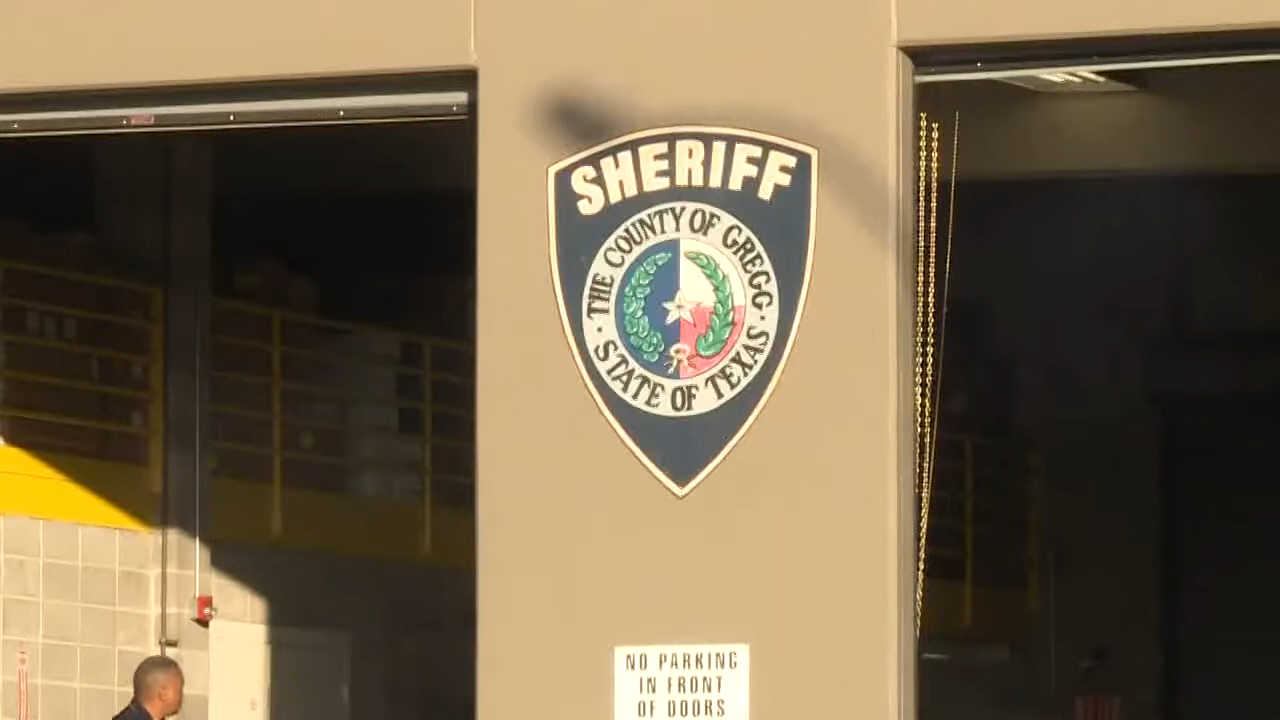 SHERIFF
THE COUNTY OF GREGG
· STATE OF TEXAS ·
NO PARKING
IN FRONT
OF DOORS